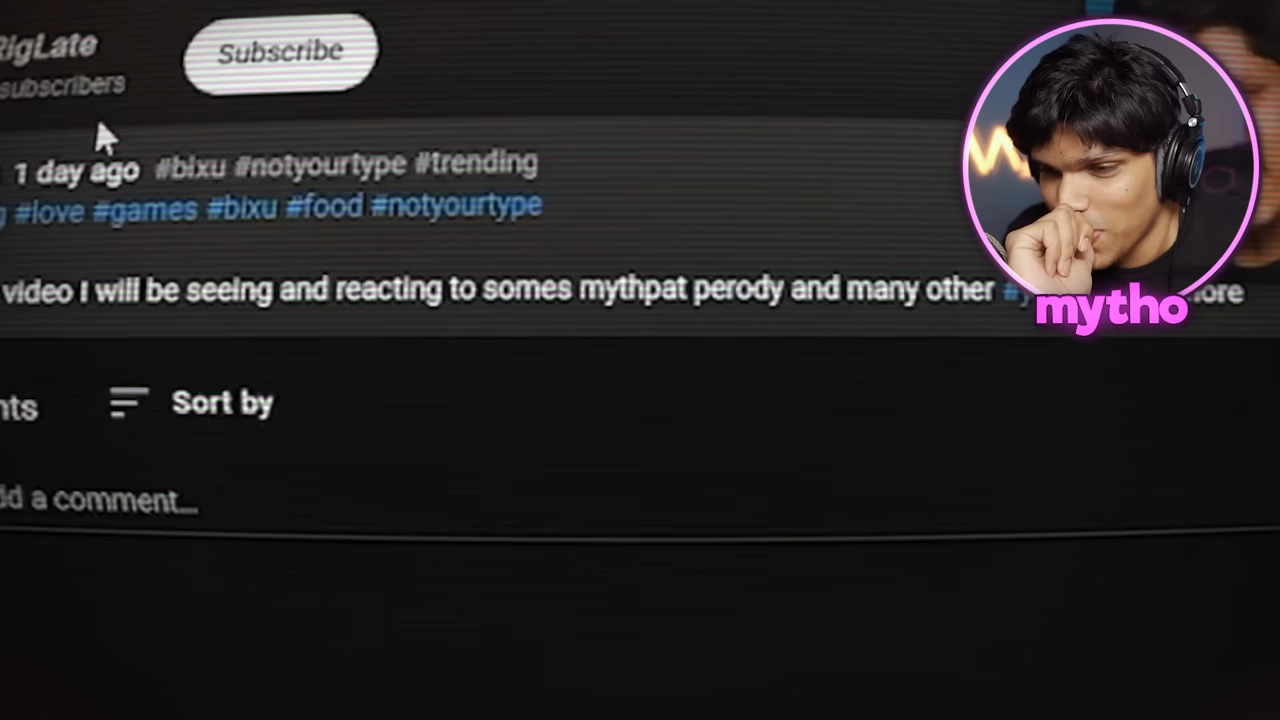 RigLate
Subscribe
subscribers
1 day ago #bixu #notyourtype #trending
#love #games #bixu #food #notyourtype
video I will be seeing and reacting to somes mythpat perody and many other
mytho
Sort by
a comment...